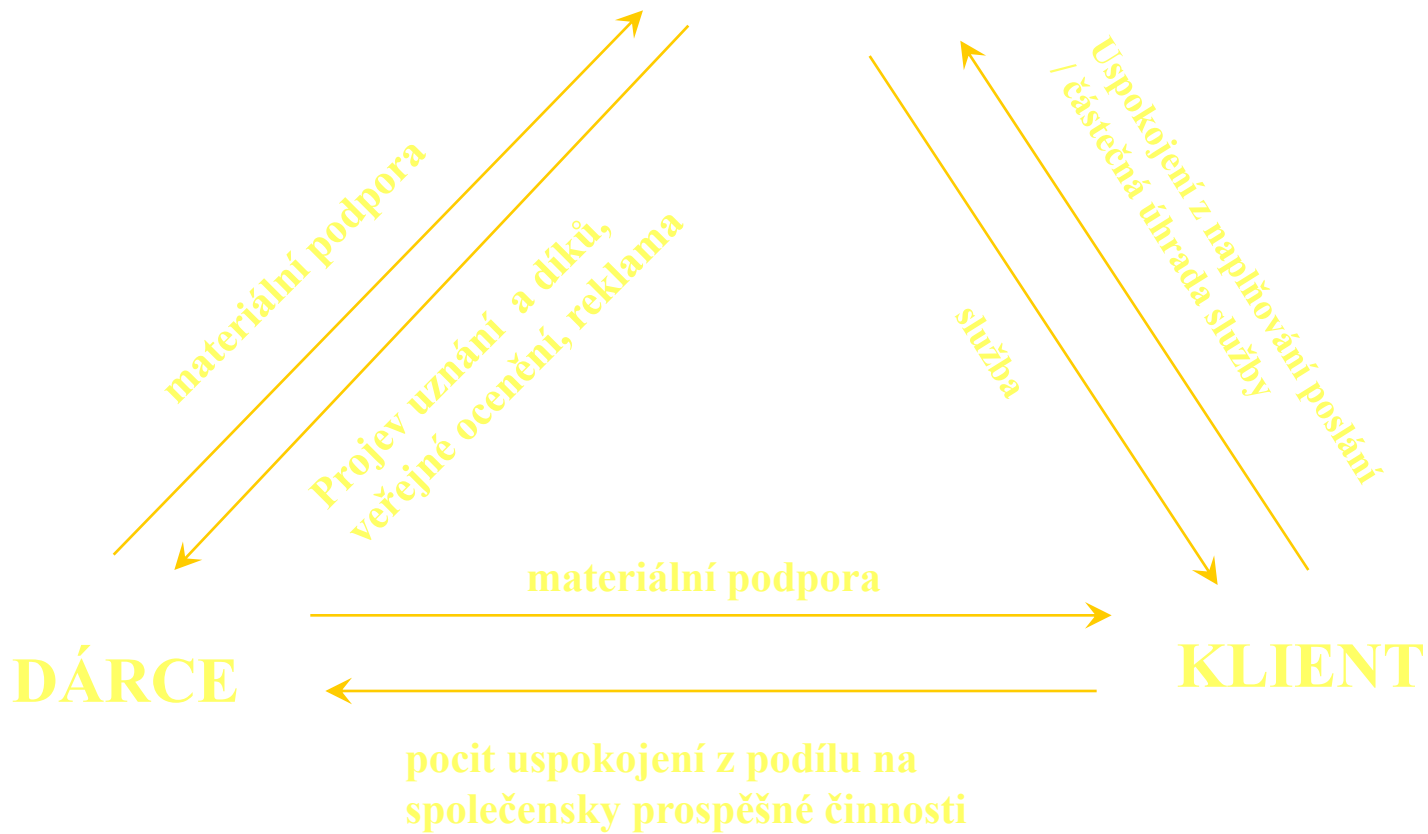 Uspokojení z naplňování poslání
/ částečná úhrada služby
materiální podpora
Projev uznání a díků,
veřejné ocenění, reklama
služba
materiální podpora
DÁRCE
KLIENT
pocit uspokojení z podílu na
společensky prospěšné činnosti